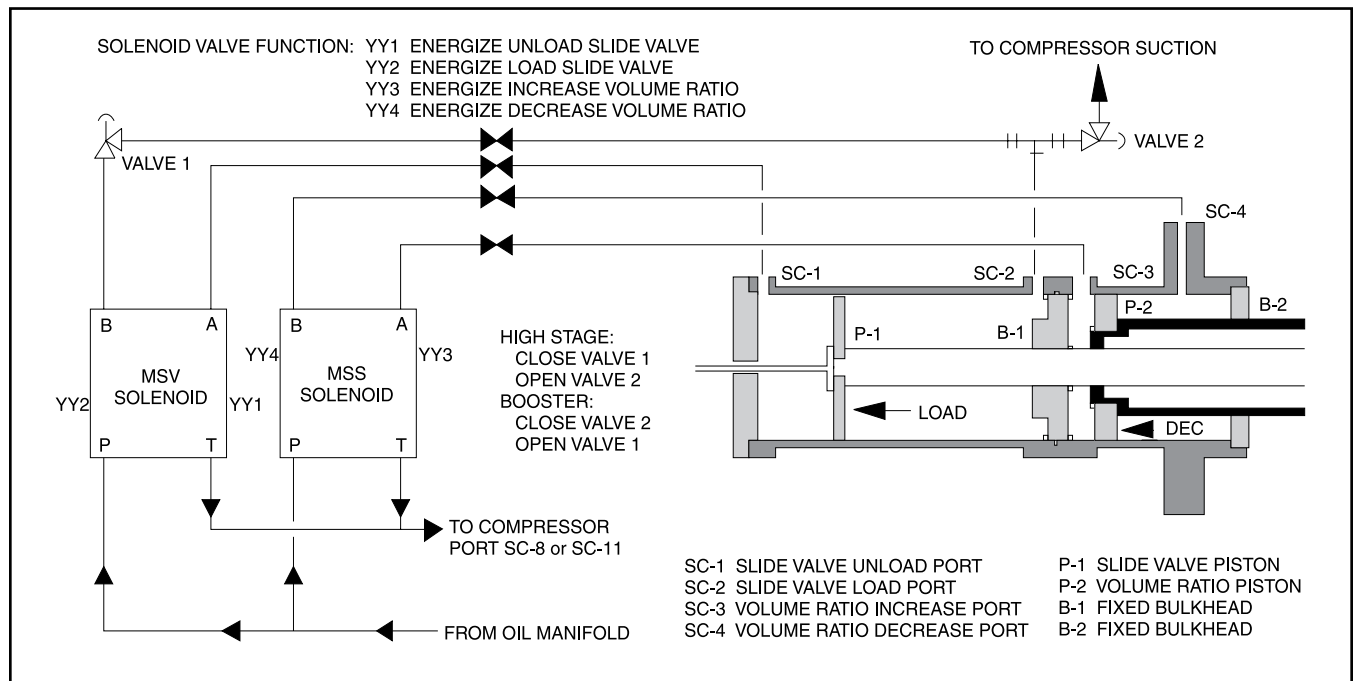 SOLENOID VALVE FUNCTION: YY1 ENERGIZE UNLOAD SLIDE VALVE
YY2 ENERGIZE LOAD SLIDE VALVE
YY3 ENERGIZE INCREASE VOLUME RATIO
YY4 ENERGIZE DECREASE VOLUME RATIO
TO COMPRESSOR SUCTION
VALVE 1
VALVE 2
SC-4
SC-1
SC-2
SC-3
P-2
B-2
P-1
B-1
B
A
YY2
MSV
SOLENOID
YY1
P
T
B
A
YY4
MSS
SOLENOID
YY3
P
T
HIGH STAGE:
CLOSE VALVE 1
OPEN VALVE 2
BOOSTER:
CLOSE VALVE 2
OPEN VALVE 1
LOAD
DEC
TO COMPRESSOR
PORT SC-8 or SC-11
FROM OIL MANIFOLD
SC-1 SLIDE VALVE UNLOAD PORT
SC-2 SLIDE VALVE LOAD PORT
SC-3 VOLUME RATIO INCREASE PORT
SC-4 VOLUME RATIO DECREASE PORT
P-1 SLIDE VALVE PISTON
P-2 VOLUME RATIO PISTON
B-1 FIXED BULKHEAD
B-2 FIXED BULKHEAD